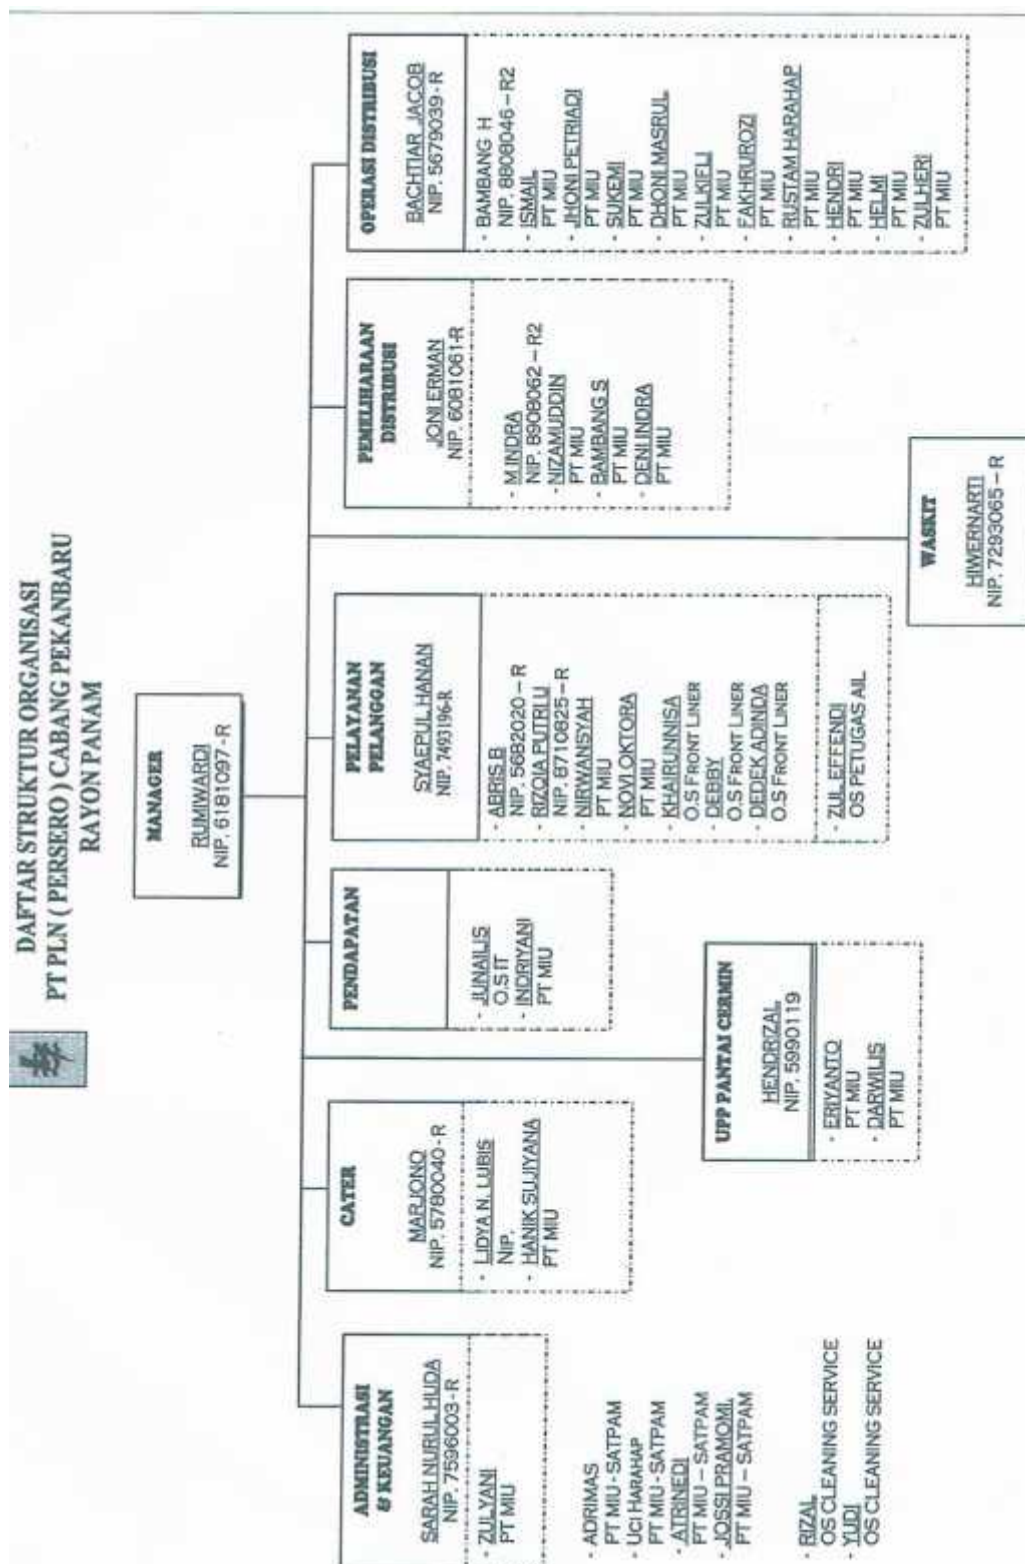 DAFTAR STRUKTUR ORGANISASI
PT PLN ( PERSERO ) CABANG PEKANBARU
RAYON PANAM
MANAGER
RUMIWARDI
NIP. 6181097-R
ADMINISTRASI
& KEUANGAN
SARAH NURUL HUDA
NIP. 7596003-R
- ZULYANI
PT MIU
- ADRIMAS
PT MIU - SATPAM
- UCI HARAHAP
PT MIU - SATPAM
- ATRINEDI
PT MIU – SATPAM
- JOSSI PRAMOMI.
PT MIU – SATPAM
- RIZAL
OS CLEANING SERVICE
- YUDI
OS CLEANING SERVICE
CATER
MARJONO
NIP. 5780040-R
- LIDYA N. LUBIS
NIP.
- HANIK SUJIYANA
PT MIU
UPP PANTAI CERMIN
HENDRIZAL
NIP. 5990119
- ERIYANTO
PT MIU
- DARWILIS
PT MIU
PENDAPATAN
- JUNAILIS
O.S IT
- INDRIYANI
PT MIU
PELAYANAN
PELANGGAN
SYAEPUL HANAN
NIP. 7493196-R
- ABRIS B
NIP. 5682020 – R
- RIZQIA PUTRI U
NIP. 8710825 – R
- NIRWANSYAH
PT MIU
- NOVI OKTORA
PT MIU
- KHAIRUNNISA
O.S FRONT LINER
- DEBBY
O.S FRONT LINER
- DEDEK ADINDA
O.S FRONT LINER
- ZUL EFFENDI
OS PETUGAS AIL
WASKIT
HIWERNARTI
NIP. 7293065 – R
PEMELIHARAAN
DISTRIBUSI
JONI ERMAN
NIP. 6081061-R
- M INDRA
NIP. 8908062 – R2
- NIZAMUDDIN
PT MIU
- BAMBANG S
PT MIU
- DENI INDRA
PT MIU
OPERASI DISTRIBUSI
BACHTIAR JACOB
NIP. 5679039-R
- BAMBANG H
NIP. 8808046 – R2
- ISMAIL
PT MIU
- JHONI PETRIADI
PT MIU
- SUKEMI
PT MIU
- DHONI MASRUL
PT MIU
- ZULKIFLI
PT MIU
- FAKHRUROZI
PT MIU
- RUSTAM HARAHAP
PT MIU
- HENDRI
PT MIU
- HELMI
PT MIU
- ZULHERI
PT MIU